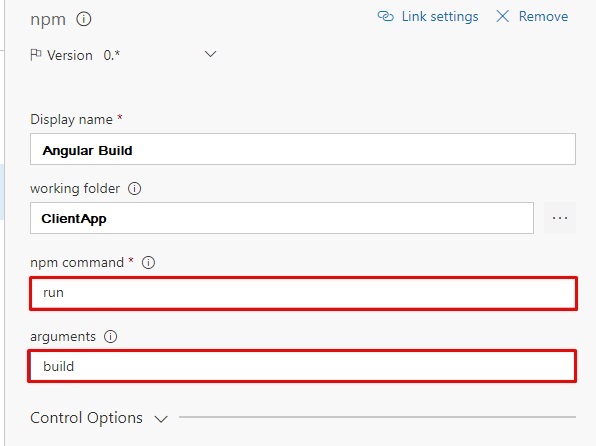 npm Link settings Remove
Version 0.*
Display name *
Angular Build
working folder
ClientApp
...
npm command *
run
arguments
build
Control Options